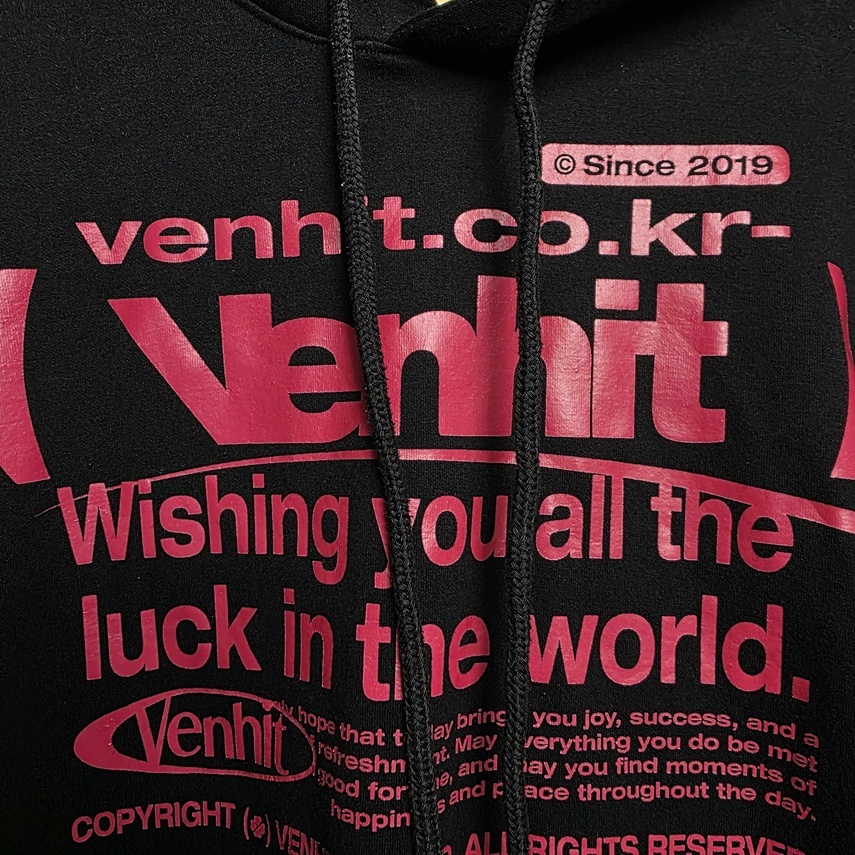 © Since 2019
venhit.co.kr-
Venhit
Wishing you all the
luck in the world.
Venhit
hope that today brings you joy, success, and a
refreshment. May everything you do be met
good fortune, and may you find moments of
happiness and peace throughout the day.
COPYRIGHT (🍀) VENHIT ALL RIGHTS RESERVED